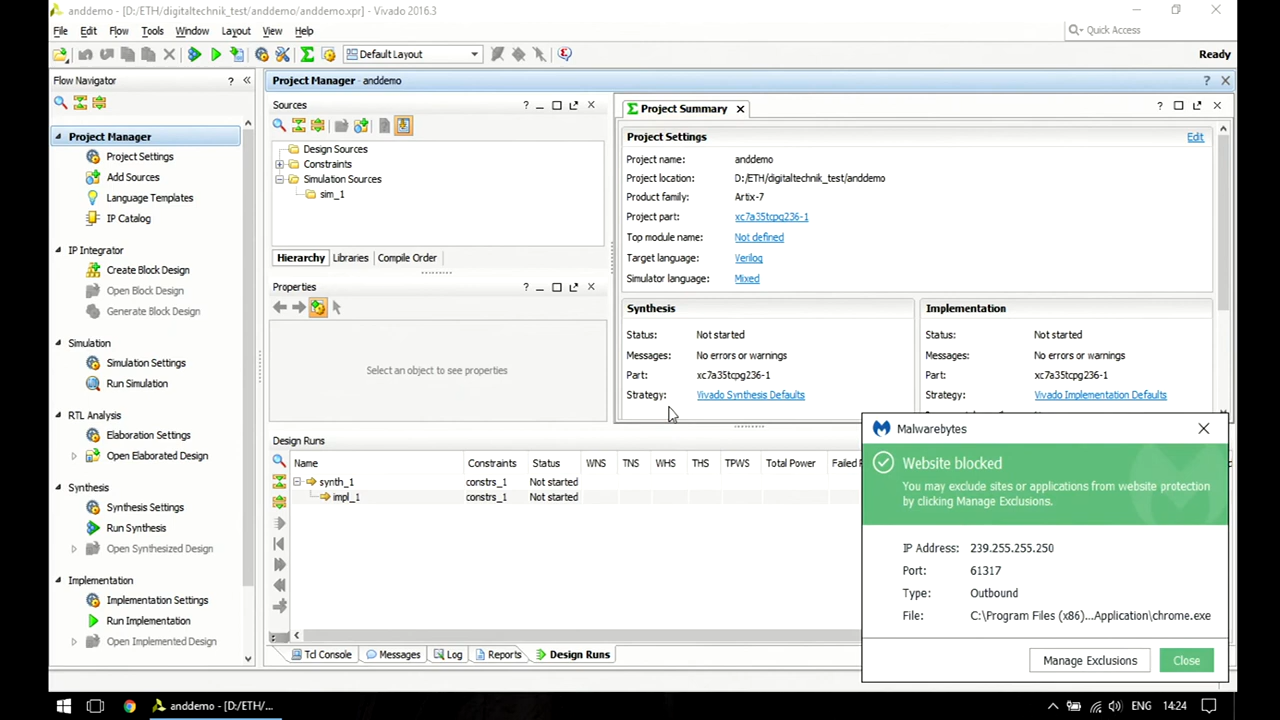 anddemo - [D:/ETH/digitaltechnik_test/anddemo/anddemo.xpr] - Vivado 2016.3
File Edit Flow Tools Window Layout View Help
Quick Access
Default Layout
Ready
Flow Navigator
Project Manager
Project Settings
Add Sources
Language Templates
IP Catalog
IP Integrator
Create Block Design
Open Block Design
Generate Block Design
Simulation
Simulation Settings
Run Simulation
RTL Analysis
Elaboration Settings
Open Elaborated Design
Synthesis
Synthesis Settings
Run Synthesis
Open Synthesized Design
Implementation
Implementation Settings
Run Implementation
Open Implemented Design
Project Manager - anddemo
Sources
Design Sources
Constraints
Simulation Sources
sim_1
Hierarchy Libraries Compile Order
Properties
Select an object to see properties
Project Summary
Project Settings Edit
Project name: anddemo
Project location: D:/ETH/digitaltechnik_test/anddemo
Product family: Artix-7
Project part: xc7a35tcpg236-1
Top module name: Not defined
Target language: Verilog
Simulator language: Mixed
Synthesis
Status: Not started
Messages: No errors or warnings
Part: xc7a35tcpg236-1
Strategy: Vivado Synthesis Defaults
Implementation
Status: Not started
Messages: No errors or warnings
Part: xc7a35tcpg236-1
Strategy: Vivado Implementation Defaults
Design Runs
Name Constraints Status WNS TNS WHS THS TPWS Total Power Failed
synth_1 constrs_1 Not started
impl_1 constrs_1 Not started
Tcl Console Messages Log Reports Design Runs
Malwarebytes
Website blocked
You may exclude sites or applications from website protection
by clicking Manage Exclusions.
IP Address: 239.255.255.250
Port: 61317
Type: Outbound
File: C:\Program Files (x86)...Application\chrome.exe
Manage Exclusions Close
anddemo - [D:/ETH/...
ENG 14:24